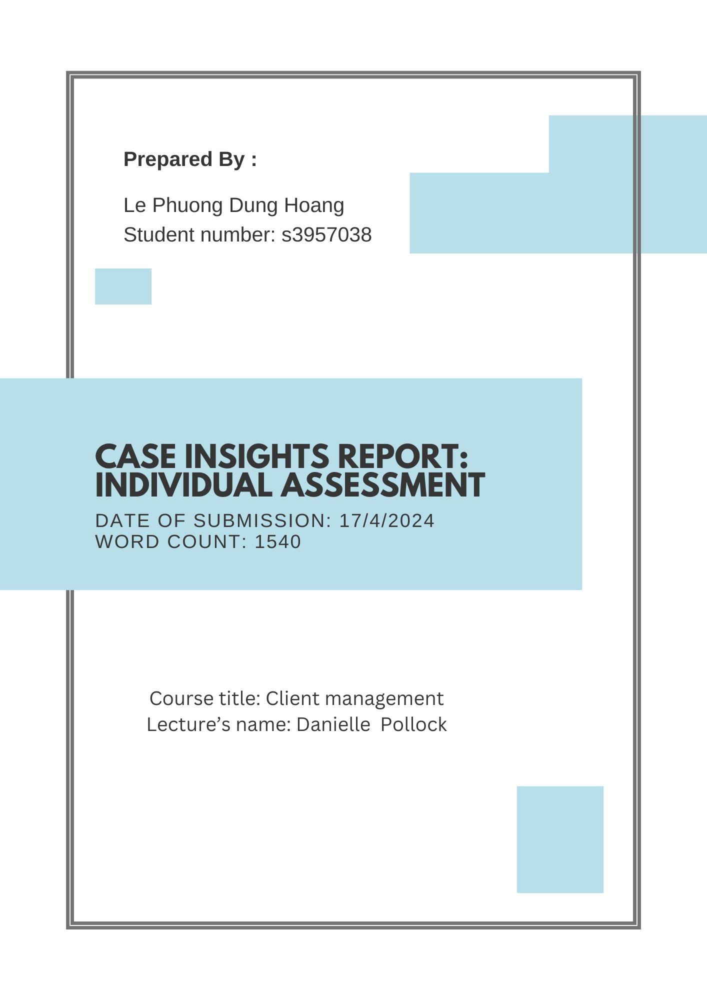 Prepared By :
Le Phuong Dung Hoang
Student number: s3957038
CASE INSIGHTS REPORT:
INDIVIDUAL ASSESSMENT
DATE OF SUBMISSION: 17/4/2024
WORD COUNT: 1540
Course title: Client management
Lecture’s name: Danielle  Pollock